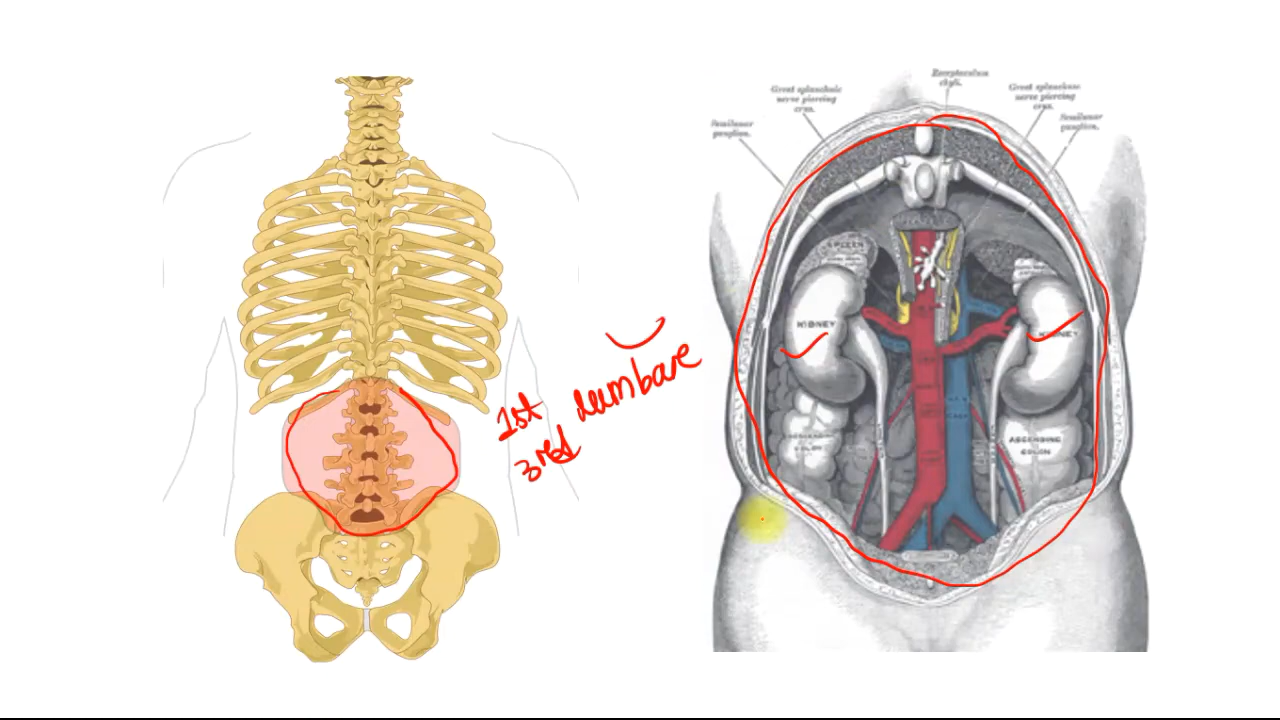 Receptaculum
chyli.
Great splanchnic
nerve piercing
crus.
Great splanchnic
nerve piercing
crus.
Semilunar
ganglion.
Semilunar
ganglion.
SPLEEN
KIDNEY
KIDNEY
1st
3rd
lumbare
DESCENDING
COLON
ASCENDING
COLON